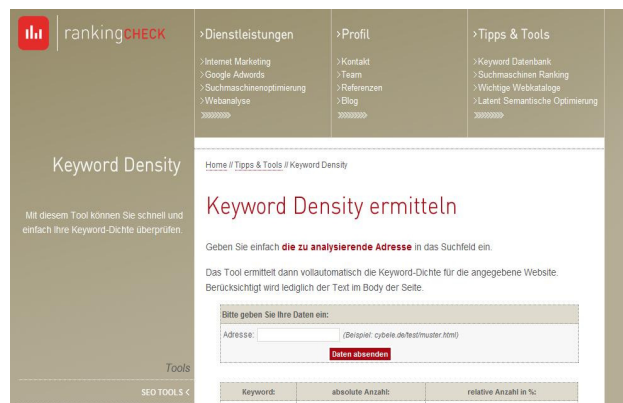 rankingCHECK
>Dienstleistungen
>Internet Marketing
>Google Adwords
>Suchmaschinenoptimierung
>Webanalyse
>Profil
>Kontakt
>Team
>Referenzen
>Blog
>Tipps & Tools
>Keyword Datenbank
>Suchmaschinen Ranking
>Wichtige Webkataloge
>Latent Semantische Optimierung
Keyword Density
Mit diesem Tool können Sie schnell und
einfach Ihre Keyword-Dichte überprüfen.
Tools
SEO TOOLS <
Home // Tipps & Tools // Keyword Density
Keyword Density ermitteln
Geben Sie einfach die zu analysierende Adresse in das Suchfeld ein.
Das Tool ermittelt dann vollautomatisch die Keyword-Dichte für die angegebene Website.
Berücksichtigt wird lediglich der Text im Body der Seite.
Bitte geben Sie Ihre Daten ein:
Adresse: (Beispiel: cybele.de/test/muster.html)
Daten absenden
Keyword: absolute Anzahl: relative Anzahl in %: